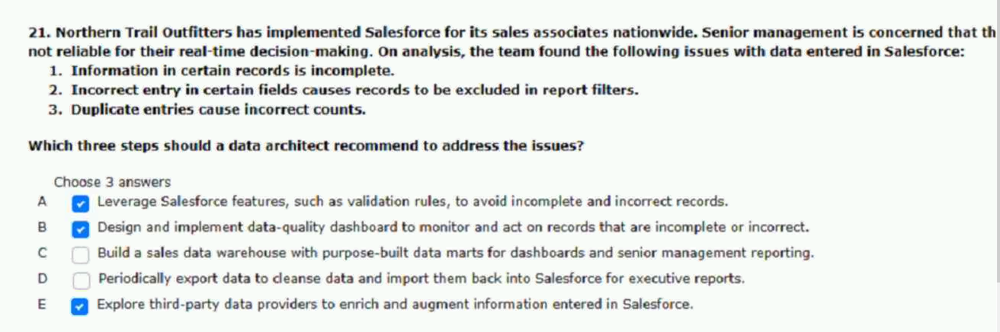 21. Northern Trail Outfitters has implemented Salesforce for its sales associates nationwide. Senior management is concerned that th
not reliable for their real-time decision-making. On analysis, the team found the following issues with data entered in Salesforce:
1. Information in certain records is incomplete.
2. Incorrect entry in certain fields causes records to be excluded in report filters.
3. Duplicate entries cause incorrect counts.
Which three steps should a data architect recommend to address the issues?
Choose 3 answers
A Leverage Salesforce features, such as validation rules, to avoid incomplete and incorrect records.
B Design and implement data-quality dashboard to monitor and act on records that are incomplete or incorrect.
C Build a sales data warehouse with purpose-built data marts for dashboards and senior management reporting.
D Periodically export data to cleanse data and import them back into Salesforce for executive reports.
E Explore third-party data providers to enrich and augment information entered in Salesforce.